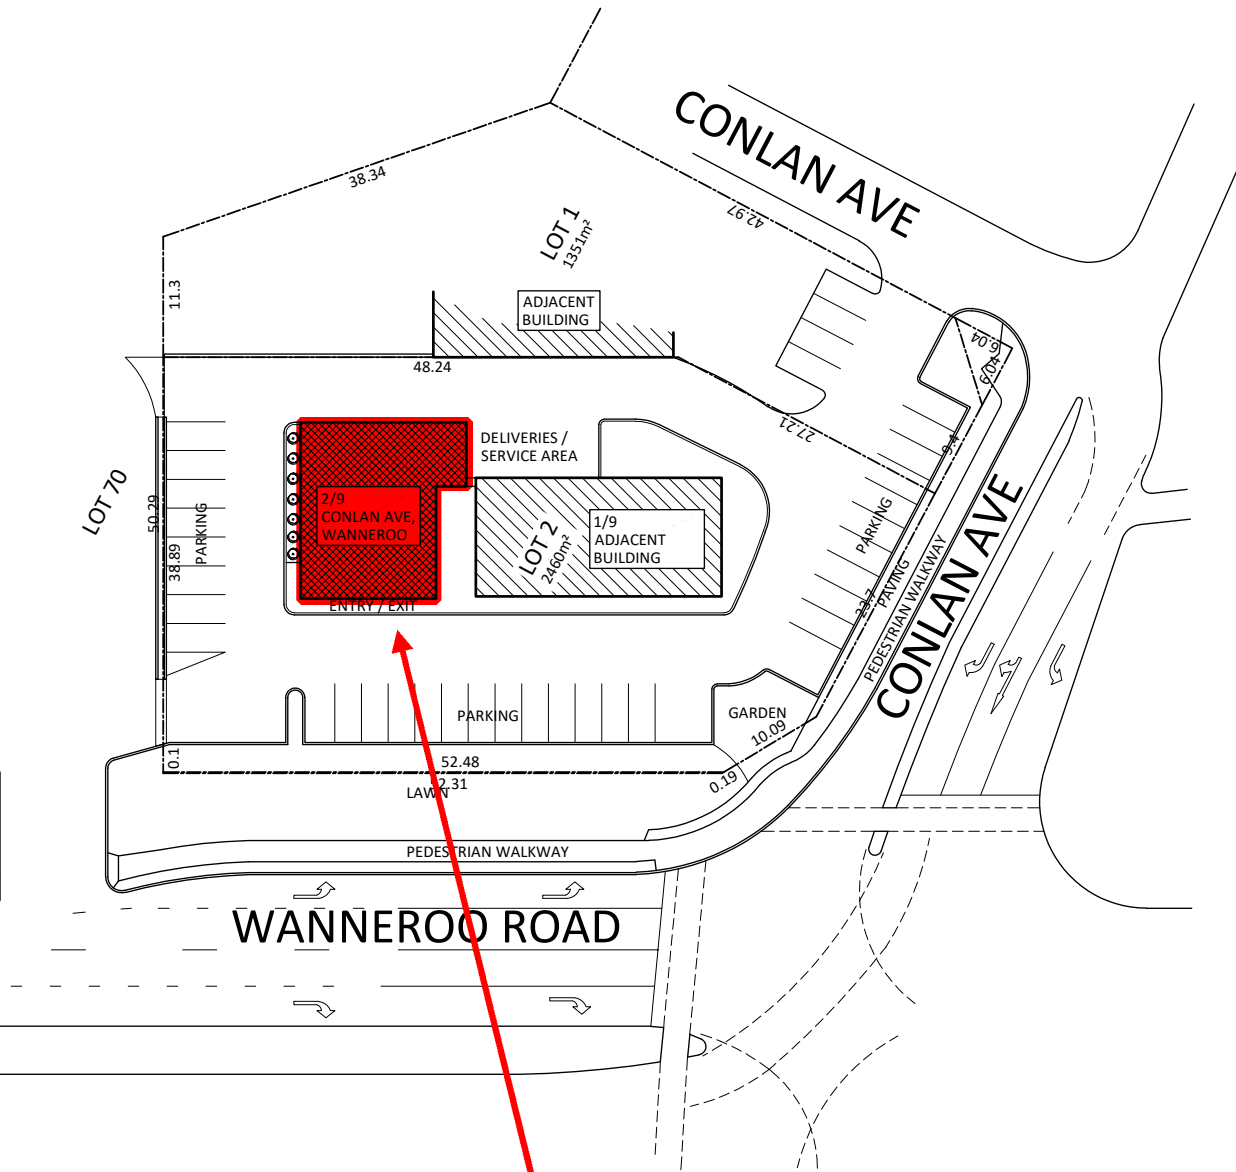 CONLAN AVE
38.34
42.97
LOT 1
1351m²
11.3
ADJACENT
BUILDING
6.04
6.04
48.24
27.21
9.4
DELIVERIES /
SERVICE AREA
LOT 70
50.29
38.89
PARKING
2/9
CONLAN AVE,
WANNEROO
LOT 2
2460m²
1/9
ADJACENT
BUILDING
PARKING
23.7
PAVING
PEDESTRIAN WALKWAY
CONLAN AVE
ENTRY / EXIT
PARKING
GARDEN
10.09
0.1
52.48
52.31
0.19
LAWN
PEDESTRIAN WALKWAY
WANNEROO ROAD